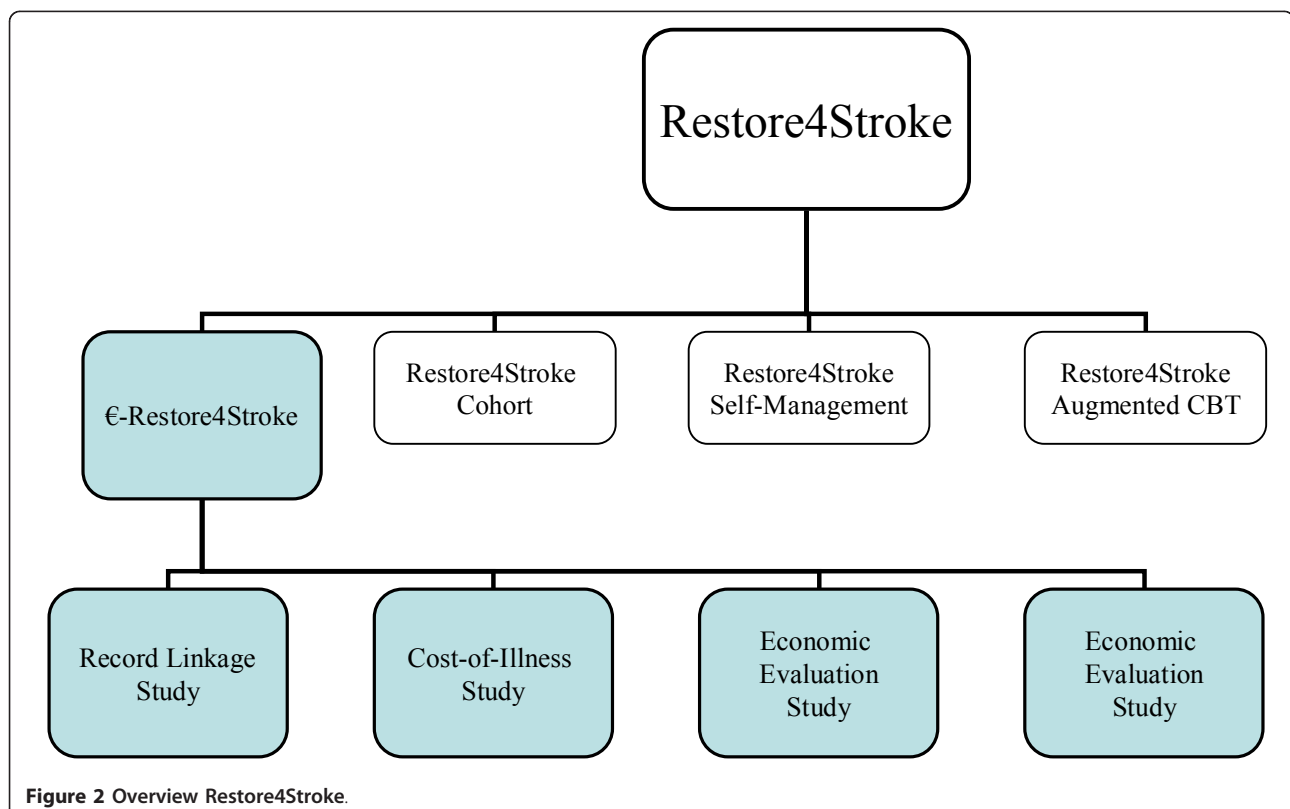 Restore4Stroke
€-Restore4Stroke
Restore4Stroke
Cohort
Restore4Stroke
Self-Management
Restore4Stroke
Augmented CBT
Record Linkage
Study
Cost-of-Illness
Study
Economic
Evaluation
Study
Economic
Evaluation
Study
Figure 2 Overview Restore4Stroke.